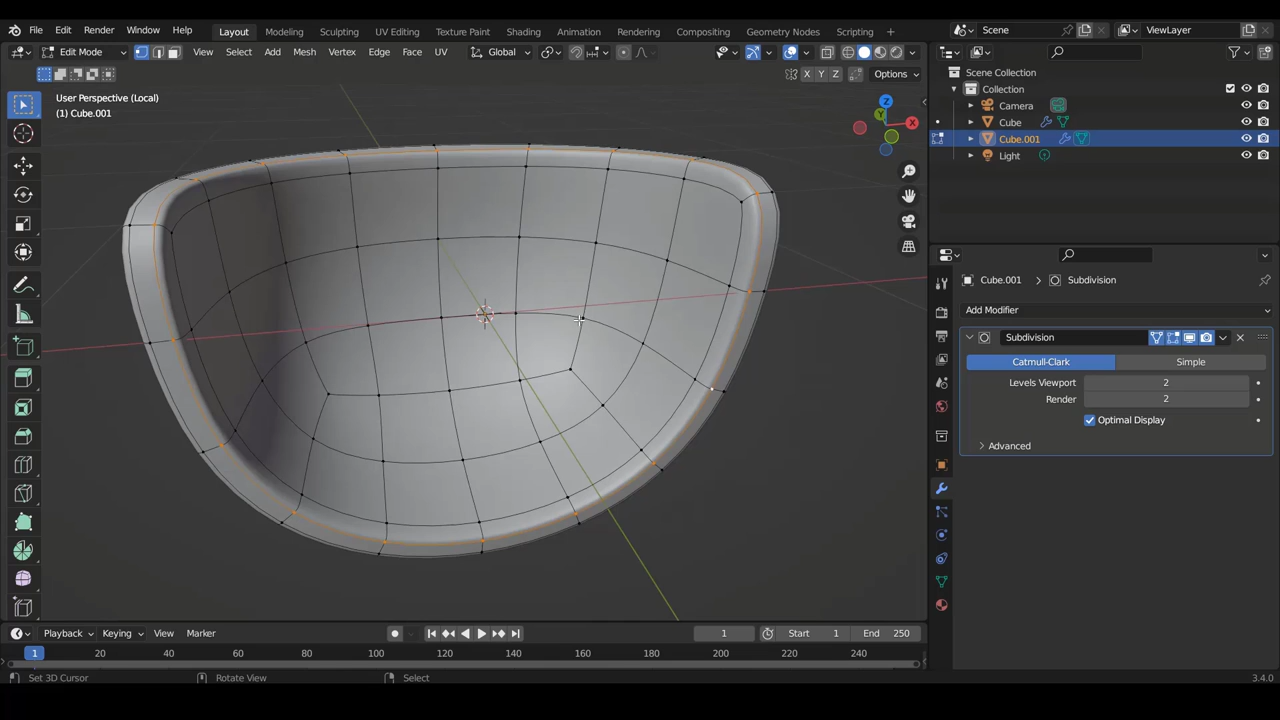 File Edit Render Window Help Layout Modeling Sculpting UV Editing Texture Paint Shading Animation Rendering Compositing Geometry Nodes Scripting + Scene ViewLayer
Edit Mode View Select Add Mesh Vertex Edge Face UV Global
X Y Z Options
User Perspective (Local)
(1) Cube.001
Z
Y
X
Scene Collection
Collection
Camera
Cube
Cube.001
Light
Cube.001 > Subdivision
Add Modifier
Subdivision
Catmull-Clark Simple
Levels Viewport 2
Render 2
Optimal Display
Advanced
Playback Keying View Marker 1 Start 1 End 250
1 20 40 60 80 100 120 140 160 180 200 220 240
Set 3D Cursor Rotate View Select 3.4.0